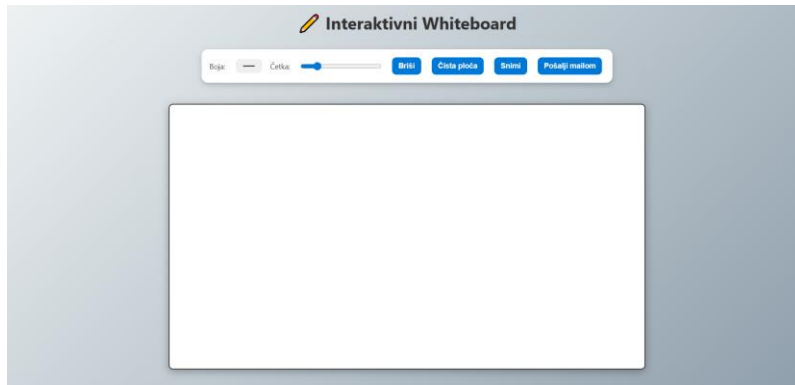 Interaktivni Whiteboard
Boja: Četka: Briši Čista ploča Snimi Pošalji mailom